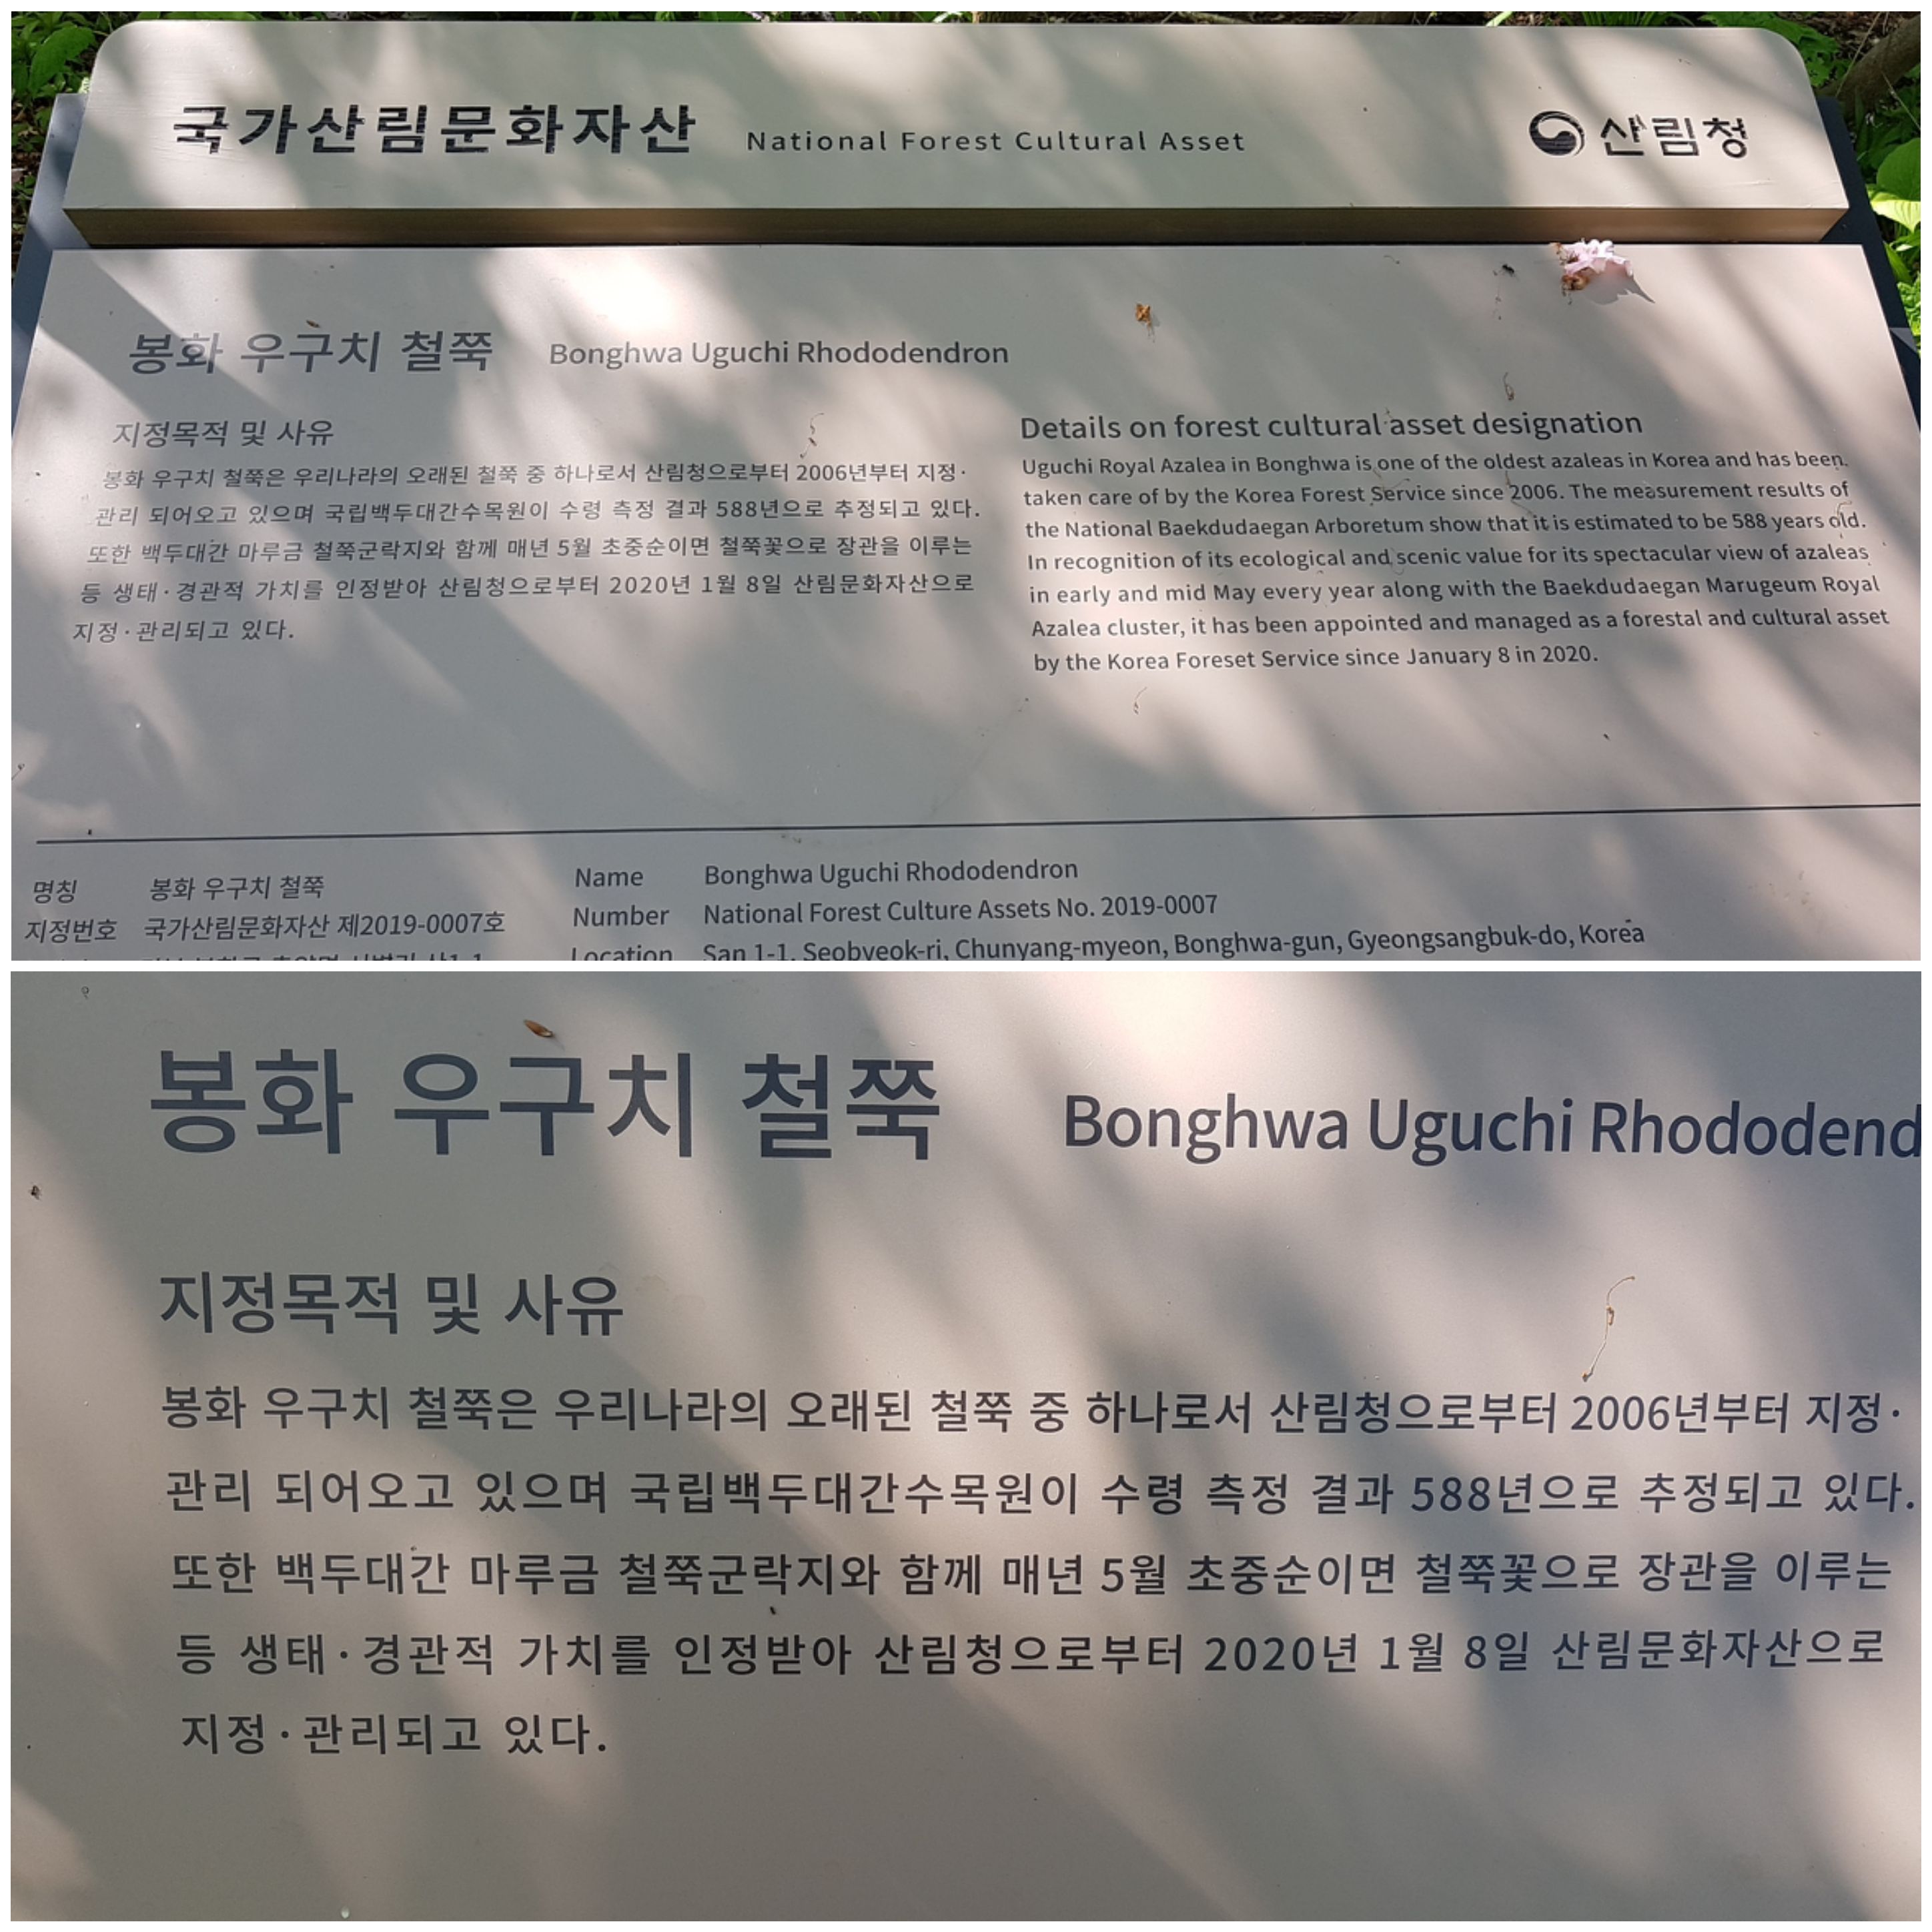 국가산림문화자산 National Forest Cultural Asset 산림청
봉화 우구치 철쭉 Bonghwa Uguchi Rhododendron
지정목적 및 사유
봉화 우구치 철쭉은 우리나라의 오래된 철쭉 중 하나로서 산림청으로부터 2006년부터 지정·
관리 되어오고 있으며 국립백두대간수목원이 수령 측정 결과 588년으로 추정되고 있다.
또한 백두대간 마루금 철쭉군락지와 함께 매년 5월 초중순이면 철쭉꽃으로 장관을 이루는
등 생태·경관적 가치를 인정받아 산림청으로부터 2020년 1월 8일 산림문화자산으로
지정·관리되고 있다.
Details on forest cultural asset designation
Uguchi Royal Azalea in Bonghwa is one of the oldest azaleas in Korea and has been
taken care of by the Korea Forest Service since 2006. The measurement results of
the National Baekdudaegan Arboretum show that it is estimated to be 588 years old.
In recognition of its ecological and scenic value for its spectacular view of azaleas
in early and mid May every year along with the Baekdudaegan Marugeum Royal
Azalea cluster, it has been appointed and managed as a forestal and cultural asset
by the Korea Foreset Service since January 8 in 2020.
명칭 봉화 우구치 철쭉
지정번호 국가산림문화자산 제2019-0007호
Name Bonghwa Uguchi Rhododendron
Number National Forest Culture Assets No. 2019-0007
Location San 1-1, Seobyeok-ri, Chunyang-myeon, Bonghwa-gun, Gyeongsangbuk-do, Korea
봉화 우구치 철쭉 Bonghwa Uguchi Rhododend
지정목적 및 사유
봉화 우구치 철쭉은 우리나라의 오래된 철쭉 중 하나로서 산림청으로부터 2006년부터 지정·
관리 되어오고 있으며 국립백두대간수목원이 수령 측정 결과 588년으로 추정되고 있다.
또한 백두대간 마루금 철쭉군락지와 함께 매년 5월 초중순이면 철쭉꽃으로 장관을 이루는
등 생태·경관적 가치를 인정받아 산림청으로부터 2020년 1월 8일 산림문화자산으로
지정·관리되고 있다.